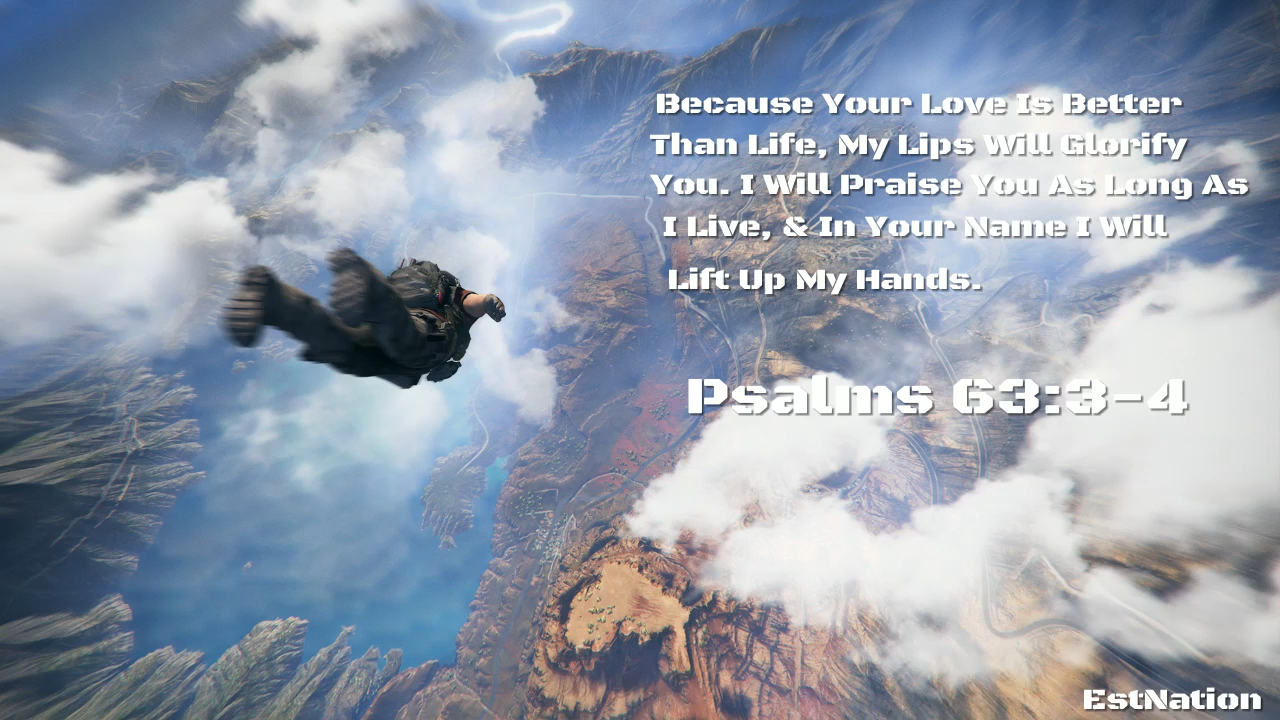 Because Your Love Is Better
Than Life, My Lips Will Glorify
You. I Will Praise You As Long As
I Live, & In Your Name I Will
Lift Up My Hands.
Psalms 63:3-4
EstNation